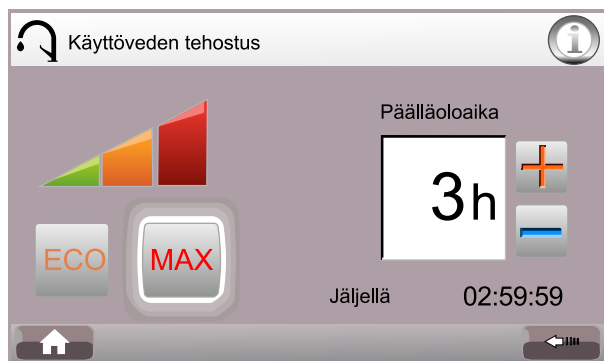 Käyttöveden tehostus
i
Päälläoloaika
3h
ECO
MAX
Jäljellä 02:59:59